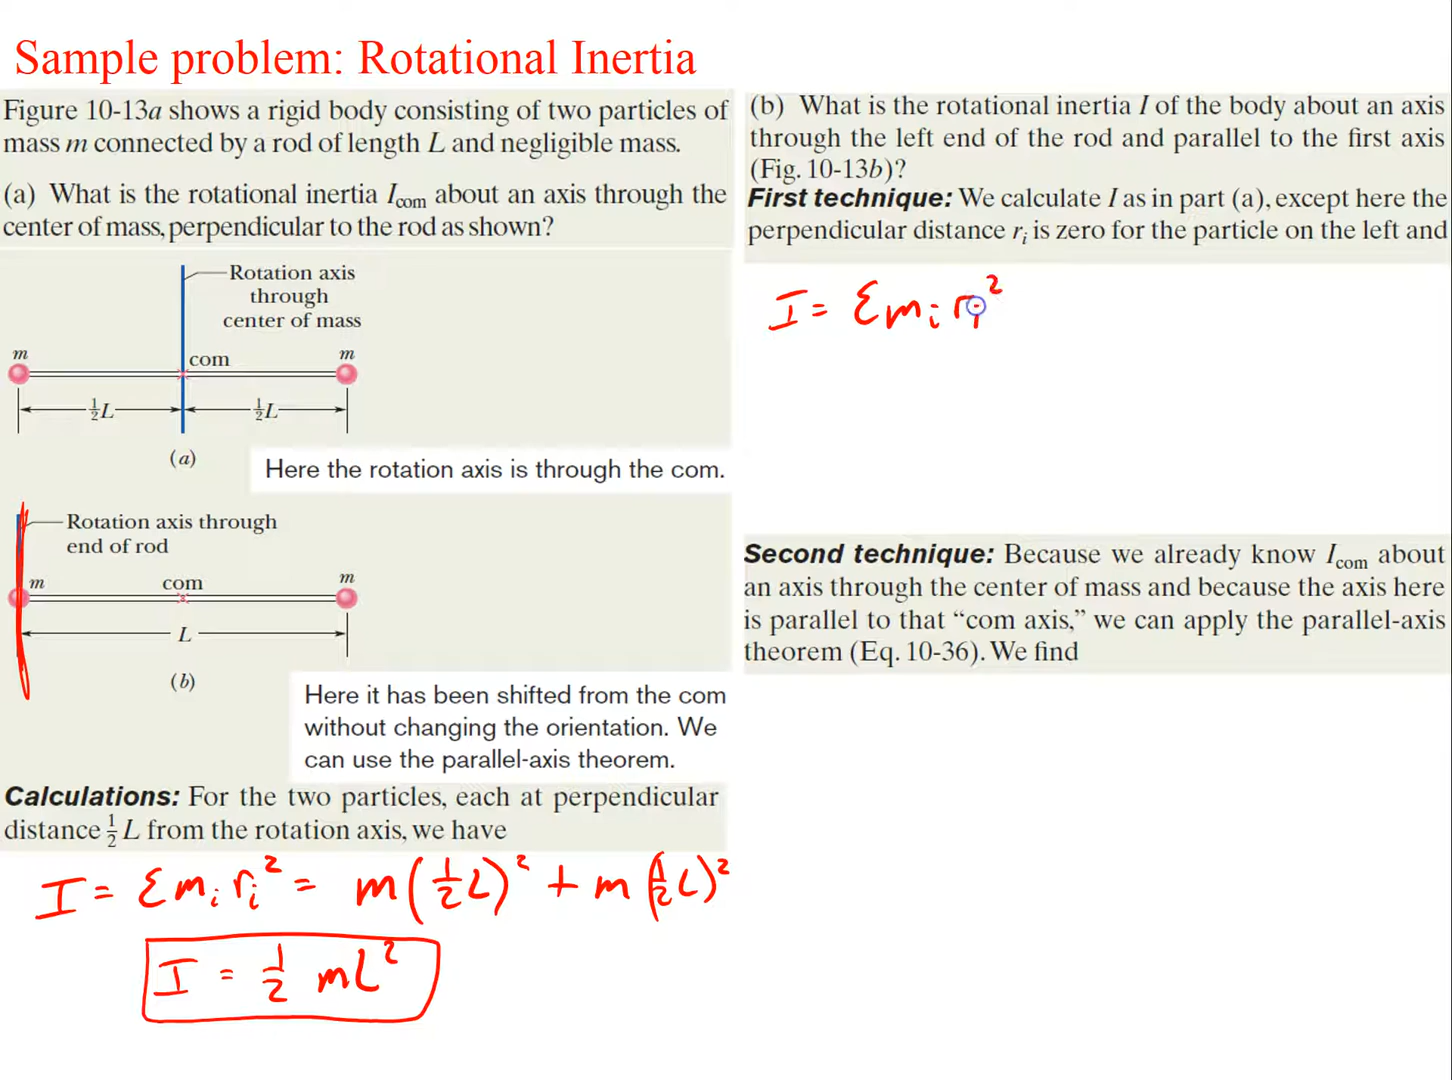 Sample problem: Rotational Inertia
Figure 10-13a shows a rigid body consisting of two particles of
mass m connected by a rod of length L and negligible mass.
(a) What is the rotational inertia Icom about an axis through the
center of mass, perpendicular to the rod as shown?
Rotation axis
through
center of mass
m
com
m
½L
½L
(a)
Here the rotation axis is through the com.
Rotation axis through
end of rod
m
com
m
L
(b)
Here it has been shifted from the com
without changing the orientation. We
can use the parallel-axis theorem.
Calculations: For the two particles, each at perpendicular
distance ½ L from the rotation axis, we have
I = Σ mᵢ rᵢ² = m(½L)² + m(½L)²
I = ½ mL²
(b) What is the rotational inertia I of the body about an axis
through the left end of the rod and parallel to the first axis
(Fig. 10-13b)?
First technique: We calculate I as in part (a), except here the
perpendicular distance rᵢ is zero for the particle on the left and
I = Σ mᵢ rᵢ²
Second technique: Because we already know Icom about
an axis through the center of mass and because the axis here
is parallel to that “com axis,” we can apply the parallel-axis
theorem (Eq. 10-36). We find